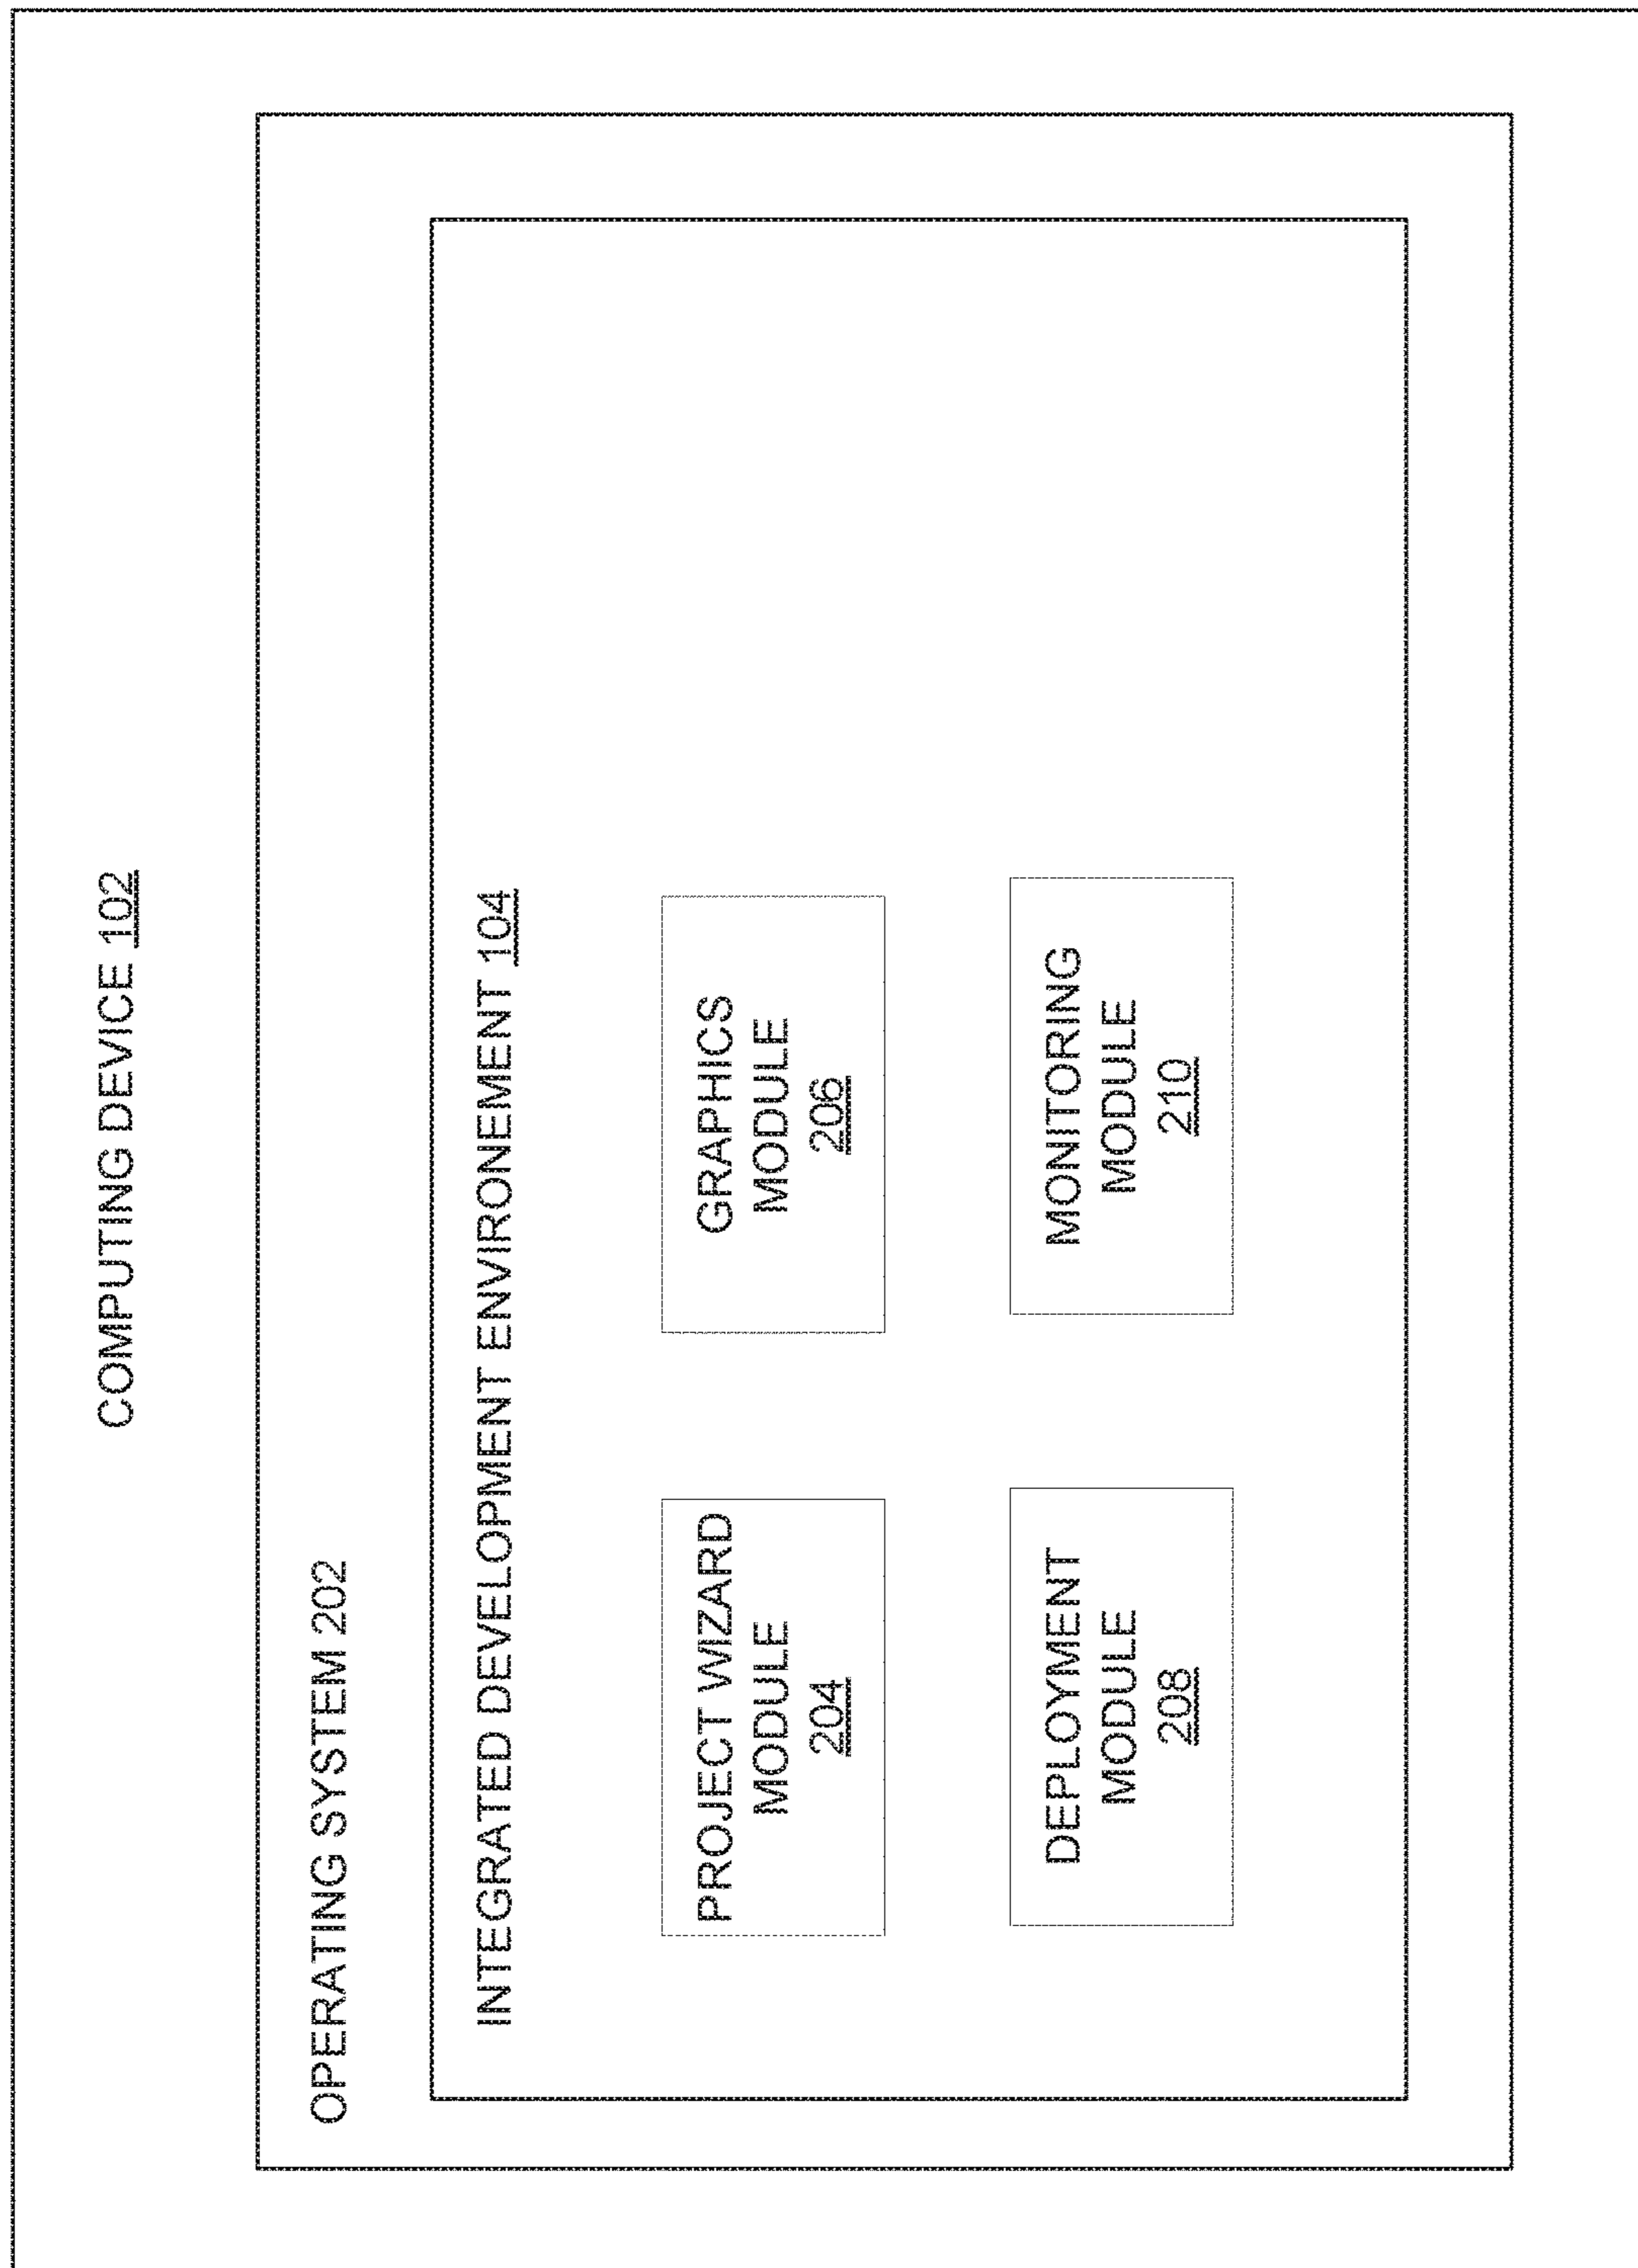 COMPUTING DEVICE 102
OPERATING SYSTEM 202
INTEGRATED DEVELOPMENT ENVIRONEMENT 104
PROJECT WIZARD
MODULE
204
GRAPHICS
MODULE
206
DEPLOYMENT
MODULE
208
MONITORING
MODULE
210